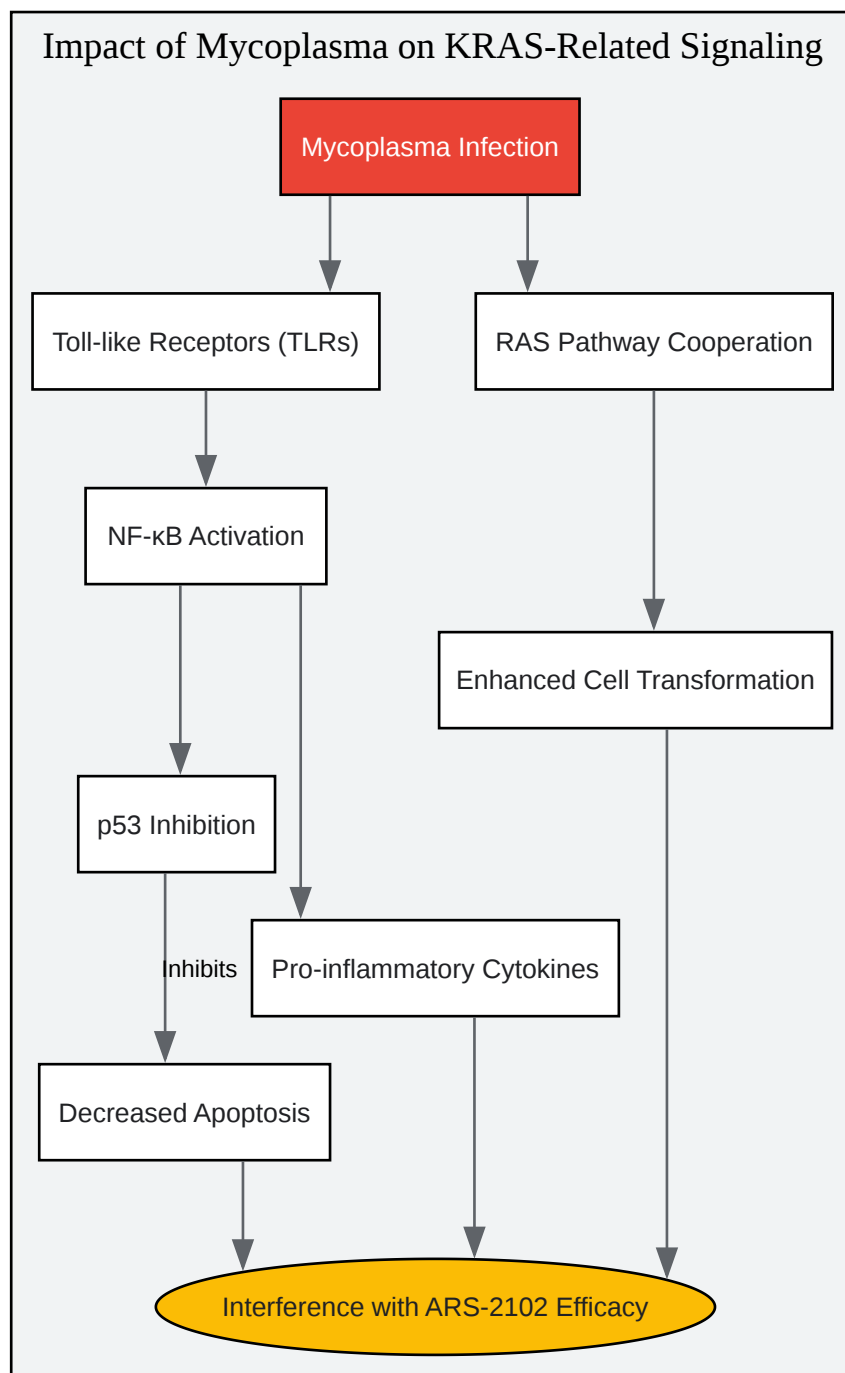 Impact of Mycoplasma on KRAS-Related Signaling
Mycoplasma Infection
Toll-like Receptors (TLRs)
RAS Pathway Cooperation
NF-κB Activation
Enhanced Cell Transformation
p53 Inhibition
Inhibits
Pro-inflammatory Cytokines
Decreased Apoptosis
Interference with ARS-2102 Efficacy